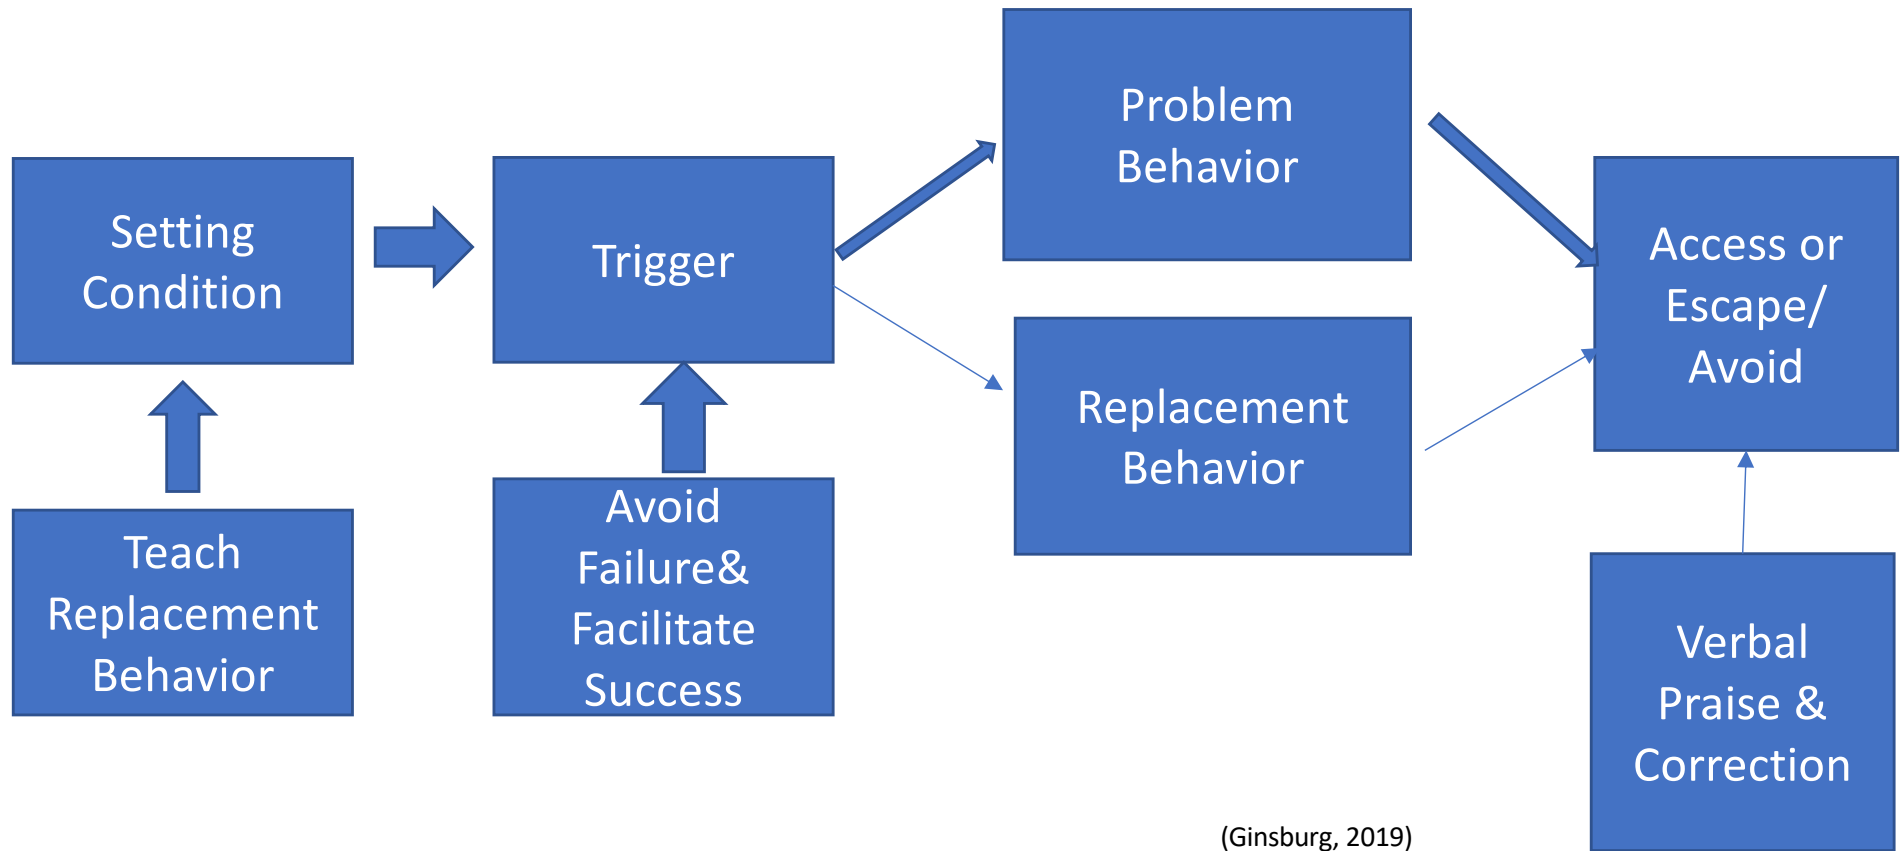 Setting
Condition
Trigger
Problem
Behavior
Replacement
Behavior
Access or
Escape/
Avoid
Teach
Replacement
Behavior
Avoid
Failure&
Facilitate
Success
Verbal
Praise &
Correction
(Ginsburg, 2019)